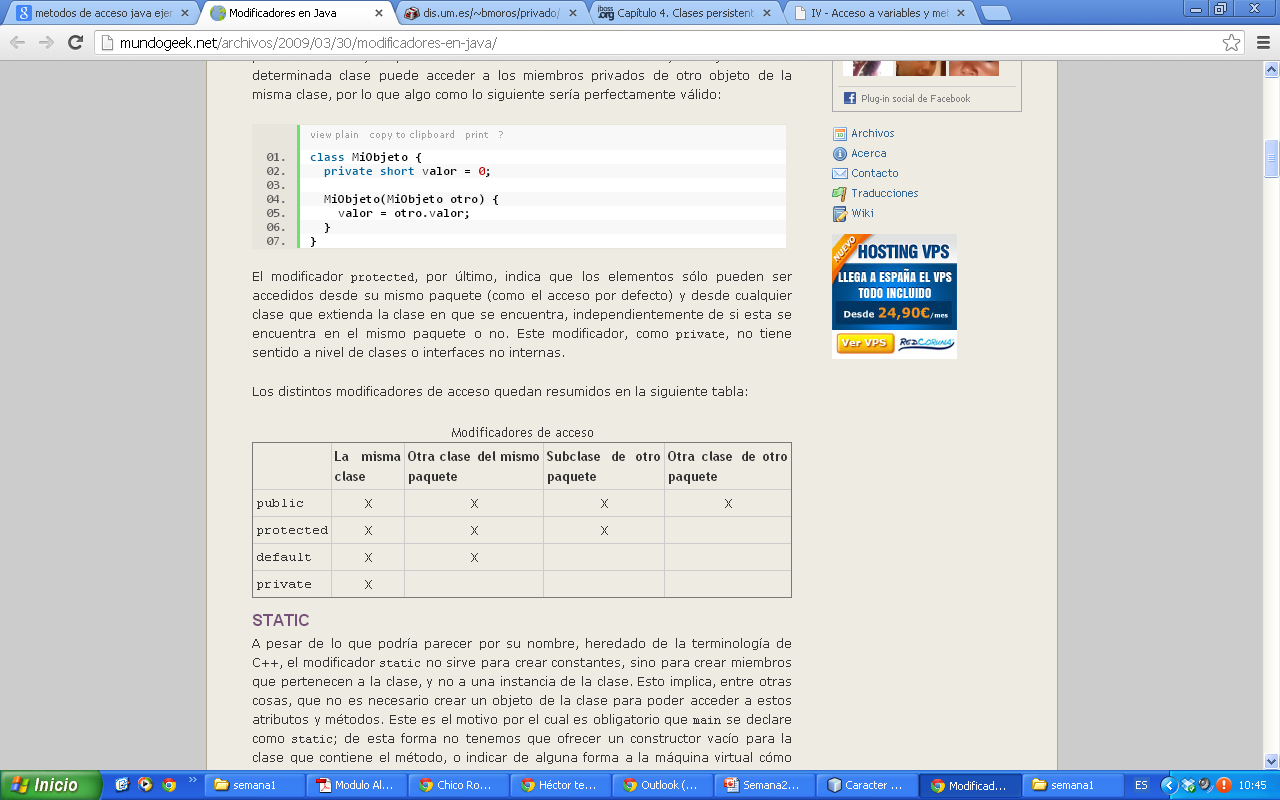 metodos de acceso java ejer
Modificadores en Java
dis.um.es/~bmoros/privado/
Capítulo 4. Clases persistent
IV - Acceso a variables y met
mundogeek.net/archivos/2009/03/30/modificadores-en-java/
determinada clase puede acceder a los miembros privados de otro objeto de la
misma clase, por lo que algo como lo siguiente sería perfectamente válido:
view plain copy to clipboard print ?
01. class MiObjeto {
02. private short valor = 0;
03.
04. MiObjeto(MiObjeto otro) {
05. valor = otro.valor;
06. }
07. }
El modificador protected, por último, indica que los elementos sólo pueden ser
accedidos desde su mismo paquete (como el acceso por defecto) y desde cualquier
clase que extienda la clase en que se encuentra, independientemente de si esta se
encuentra en el mismo paquete o no. Este modificador, como private, no tiene
sentido a nivel de clases o interfaces no internas.
Los distintos modificadores de acceso quedan resumidos en la siguiente tabla:
Modificadores de acceso
La misma clase Otra clase del mismo paquete Subclase de otro paquete Otra clase de otro paquete
public X X X X
protected X X X
default X X
private X
STATIC
A pesar de lo que podría parecer por su nombre, heredado de la terminología de
C++, el modificador static no sirve para crear constantes, sino para crear miembros
que pertenecen a la clase, y no a una instancia de la clase. Esto implica, entre otras
cosas, que no es necesario crear un objeto de la clase para poder acceder a estos
atributos y métodos. Este es el motivo por el cual es obligatorio que main se declare
como static; de esta forma no tenemos que ofrecer un constructor vacío para la
clase que contiene el método, o indicar de alguna forma a la máquina virtual cómo
Plug-in social de Facebook
Archivos
Acerca
Contacto
Traducciones
Wiki
NUEVO
HOSTING VPS
LLEGA A ESPAÑA EL VPS
TODO INCLUIDO
Desde 24,90€/mes
Ver VPS
REDCORUNA
Inicio
semana1
Modulo Al...
Chico Ro...
Héctor te...
Outlook (...
Semana2...
Caracter ...
Modificad...
semana1
ES
10:45